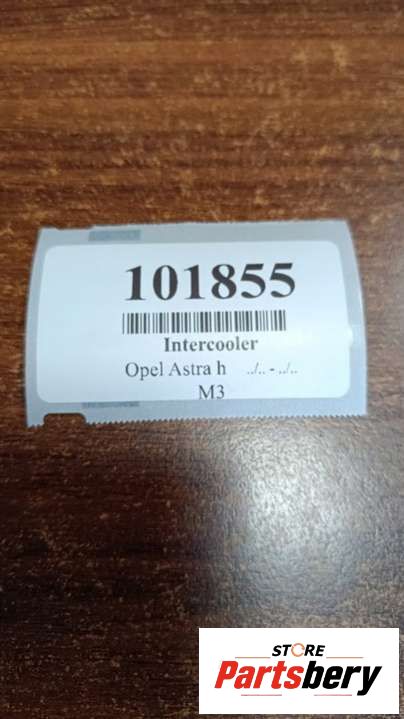 101855
Intercooler
Opel Astra h ../.. - ../..
M3
STORE
Partsbery